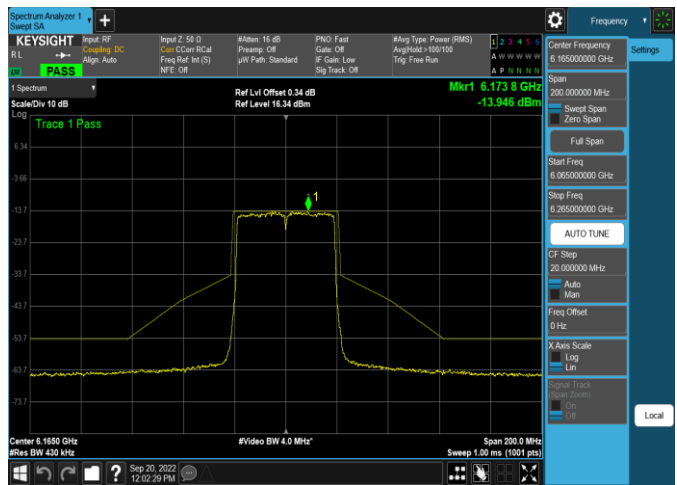 Spectrum Analyzer 1
Swept SA
+
Frequency
KEYSIGHT
RL
LW
PASS
Input: RF
Coupling: DC
Align: Auto
Input Z: 50 Ω
Corr CCorr RCal
Freq Ref: Int (S)
NFE: Off
#Atten: 16 dB
Preamp: Off
µW Path: Standard
PNO: Fast
Gate: Off
IF Gain: Low
Sig Track: Off
#Avg Type: Power (RMS)
Avg|Hold:>100/100
Trig: Free Run
1 2 3 4 5 6
A W W W W W
A P N N N N
1 Spectrum
Scale/Div 10 dB
Log
Ref Lvl Offset 0.34 dB
Ref Level 16.34 dBm
Mkr1 6.173 8 GHz
-13.946 dBm
Trace 1 Pass
1
6.34
-3.66
-13.7
-23.7
-33.7
-43.7
-53.7
-63.7
-73.7
Center 6.1650 GHz
#Res BW 430 kHz
#Video BW 4.0 MHz*
Span 200.0 MHz
Sweep 1.00 ms (1001 pts)
Center Frequency
6.165000000 GHz
Span
200.000000 MHz
Swept Span
Zero Span
Full Span
Start Freq
6.065000000 GHz
Stop Freq
6.265000000 GHz
AUTO TUNE
CF Step
20.000000 MHz
Auto
Man
Freq Offset
0 Hz
X Axis Scale
Log
Lin
Signal Track
(Span Zoom)
On
Off
Settings
Local
?
Sep 20, 2022
12:02:29 PM